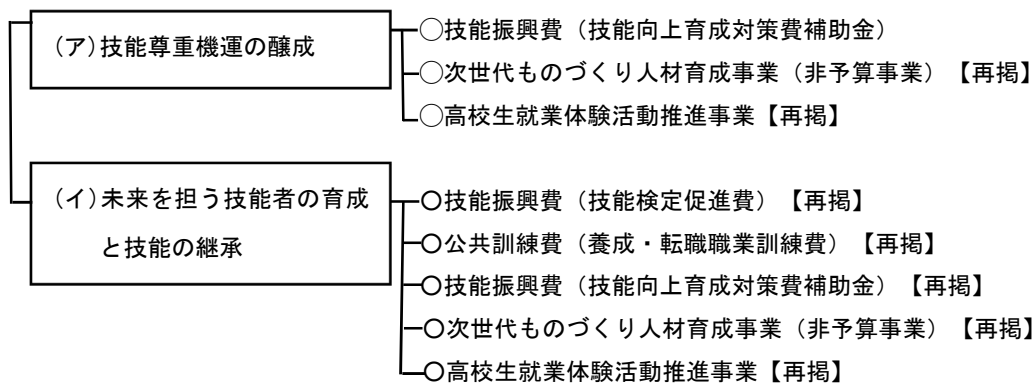 (ア)技能尊重機運の醸成
○技能振興費（技能向上育成対策費補助金）
○次世代ものづくり人材育成事業（非予算事業）【再掲】
○高校生就業体験活動推進事業【再掲】
(イ)未来を担う技能者の育成
と技能の継承
○技能振興費（技能検定促進費）【再掲】
○公共訓練費（養成・転職職業訓練費）【再掲】
○技能振興費（技能向上育成対策費補助金）【再掲】
○次世代ものづくり人材育成事業（非予算事業）【再掲】
○高校生就業体験活動推進事業【再掲】